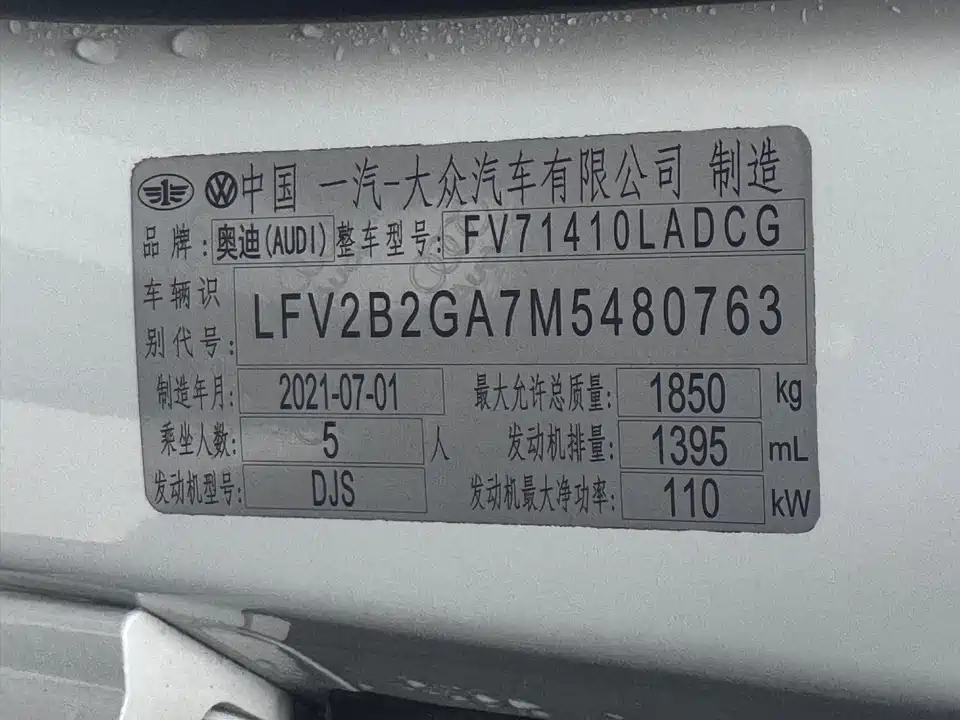 中国 一汽-大众汽车有限公司 制造
品牌: 奥迪(AUDI) 整车型号: FV71410LADCG
车辆识别代号: LFV2B2GA7M5480763
制造年月: 2021-07-01 最大允许总质量: 1850 kg
乘坐人数: 5 人 发动机排量: 1395 mL
发动机型号: DJS 发动机最大净功率: 110 kW